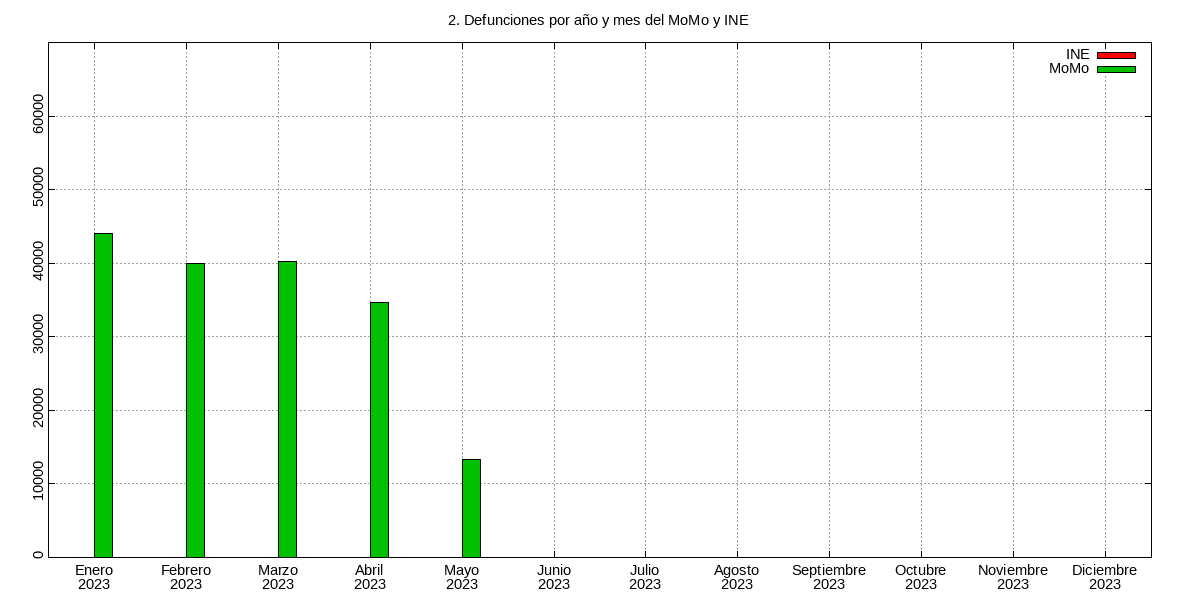 2. Defunciones por año y mes del MoMo y INE
INE
MoMo
60000
50000
40000
30000
20000
10000
0
Enero Febrero Marzo Abril Mayo Junio Julio Agosto Septiembre Octubre Noviembre Diciembre
2023 2023 2023 2023 2023 2023 2023 2023 2023 2023 2023 2023